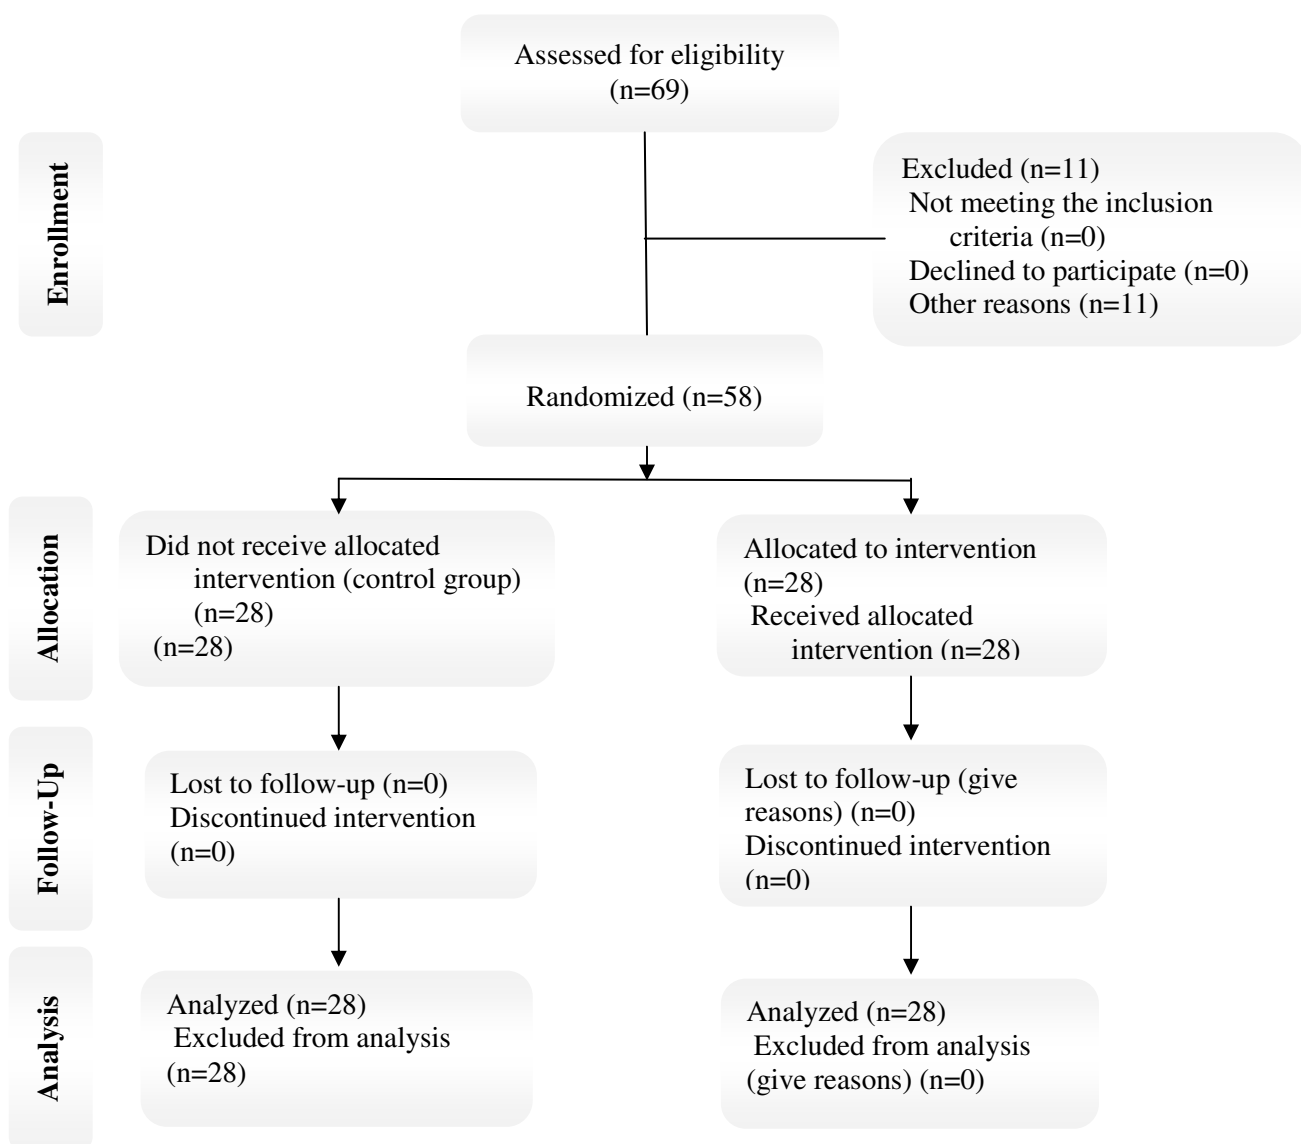 Assessed for eligibility
(n=69)
Enrollment
Excluded (n=11)
Not meeting the inclusion
criteria (n=0)
Declined to participate (n=0)
Other reasons (n=11)
Randomized (n=58)
Allocation
Did not receive allocated
intervention (control group)
(n=28)
(n=28)
Allocated to intervention
(n=28)
Received allocated
intervention (n=28)
Follow-Up
Lost to follow-up (n=0)
Discontinued intervention
(n=0)
Lost to follow-up (give
reasons) (n=0)
Discontinued intervention
(n=0)
Analysis
Analyzed (n=28)
Excluded from analysis
(n=28)
Analyzed (n=28)
Excluded from analysis
(give reasons) (n=0)